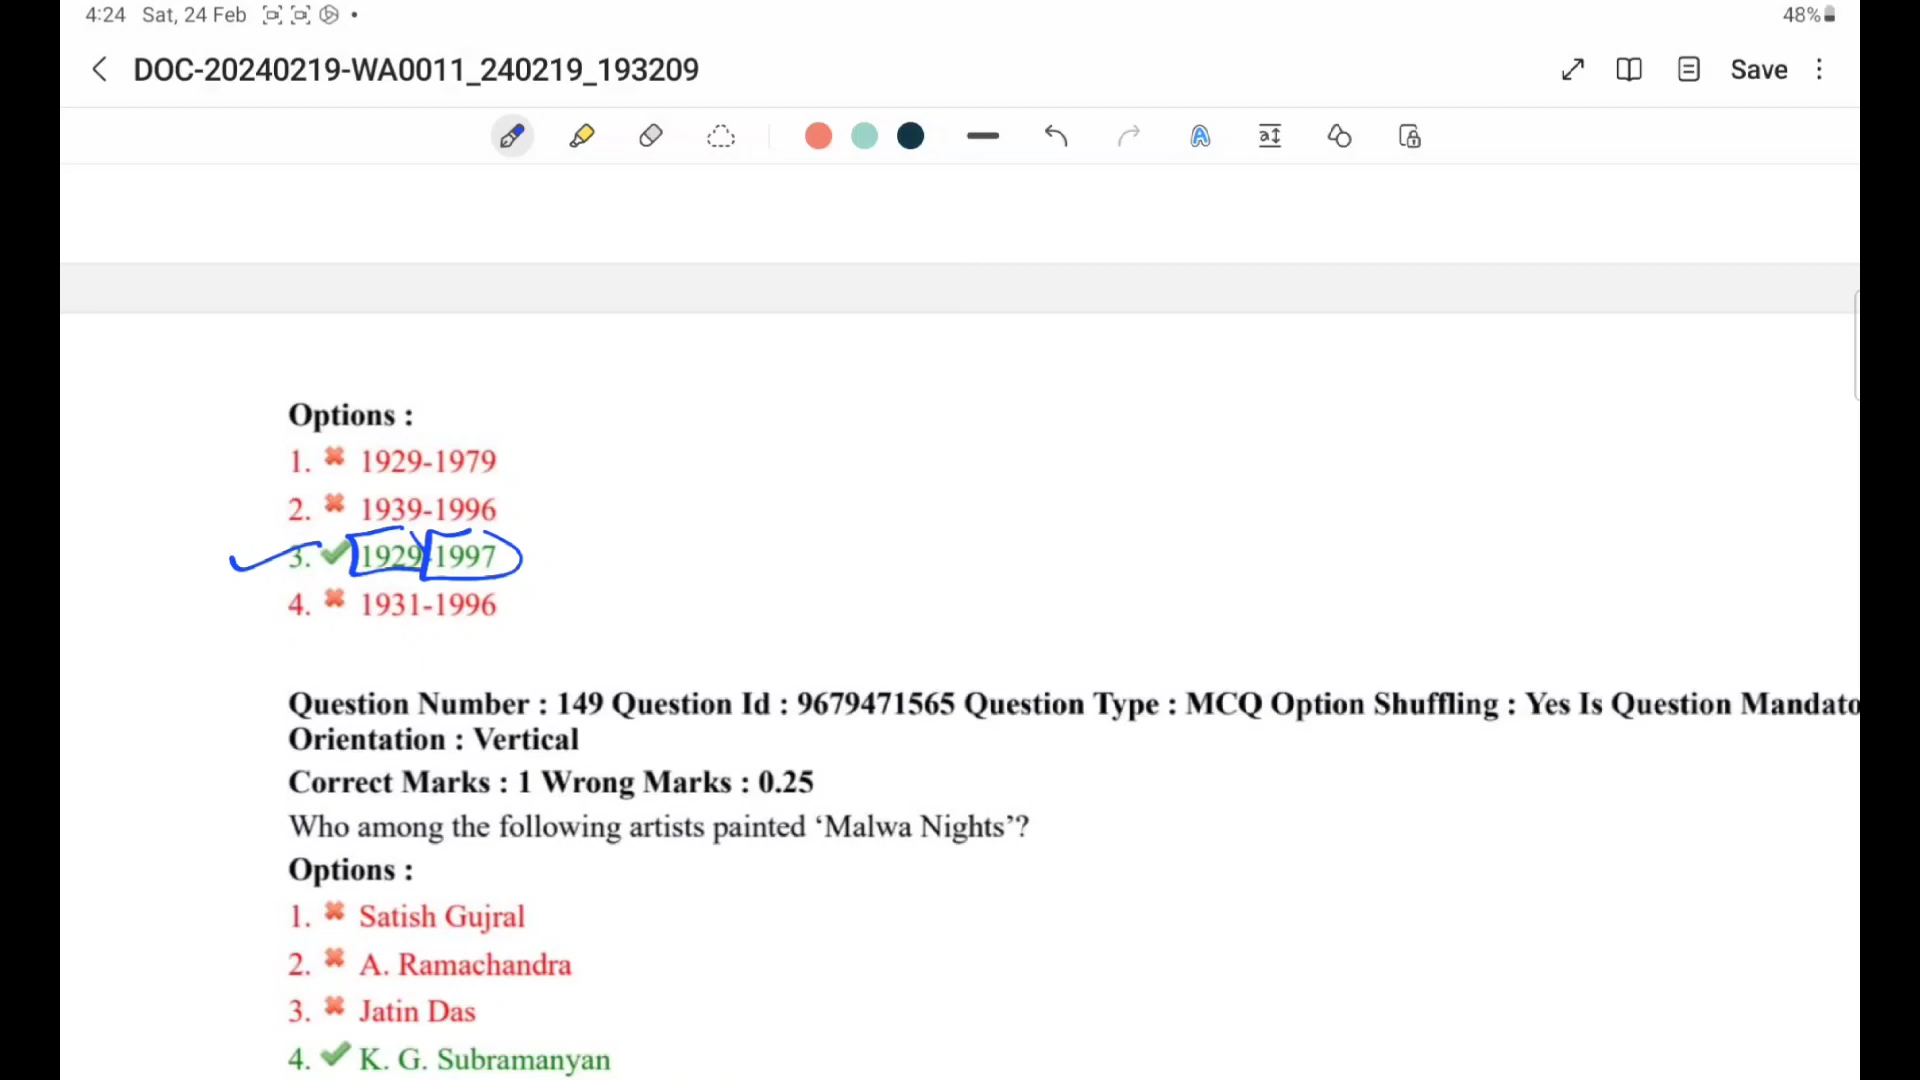 4:24 Sat, 24 Feb
48%
DOC-20240219-WA0011_240219_193209
Save
Options :
1. 1929-1979
2. 1939-1996
3. 1929-1997
4. 1931-1996
Question Number : 149 Question Id : 9679471565 Question Type : MCQ Option Shuffling : Yes Is Question Mandato
Orientation : Vertical
Correct Marks : 1 Wrong Marks : 0.25
Who among the following artists painted ‘Malwa Nights’?
Options :
1. Satish Gujral
2. A. Ramachandra
3. Jatin Das
4. K. G. Subramanyan